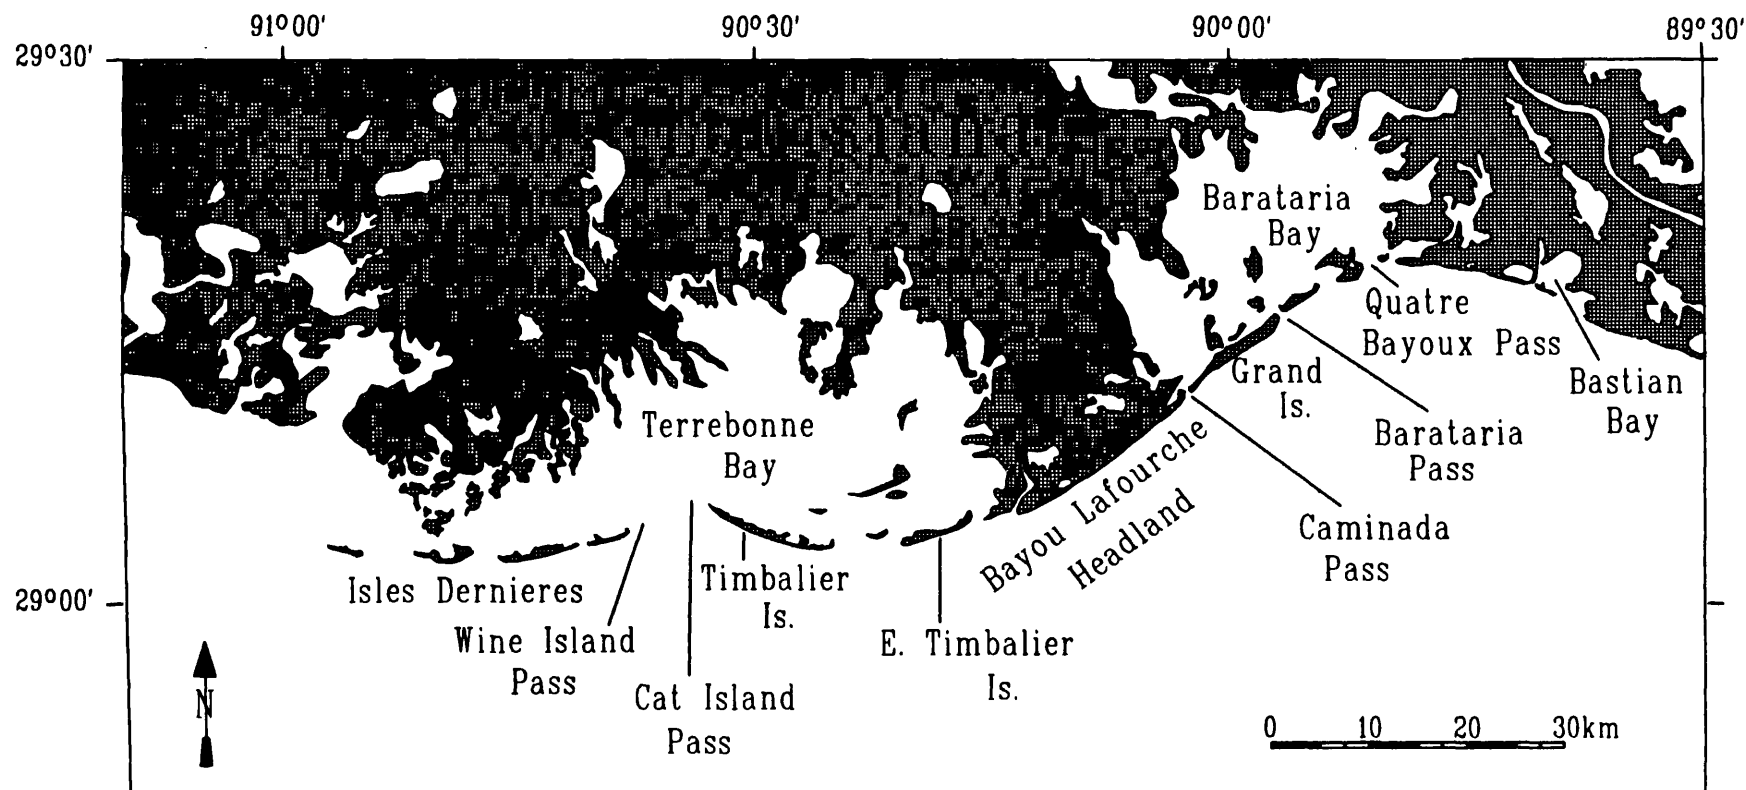 91°00' 90°30' 90°00' 89°30'
29°30'
Louisiana
Barataria
Bay
Quatre
Bayoux Pass
Grand
Is.
Bastian
Bay
Barataria
Pass
Terrebonne
Bay
Bayou Lafourche
Headland
Caminada
Pass
Isles Dernieres
Timbalier
Is.
29°00'
Wine Island
Pass
E. Timbalier
Is.
Cat Island
Pass
N
0 10 20 30km